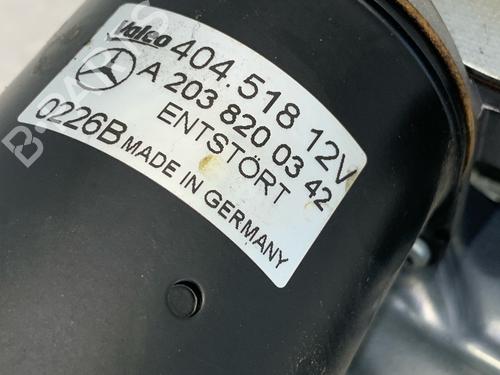 Valeo 404.518 12V
A 203 820 03 42
ENTSTÖRT
0226B MADE IN GERMANY